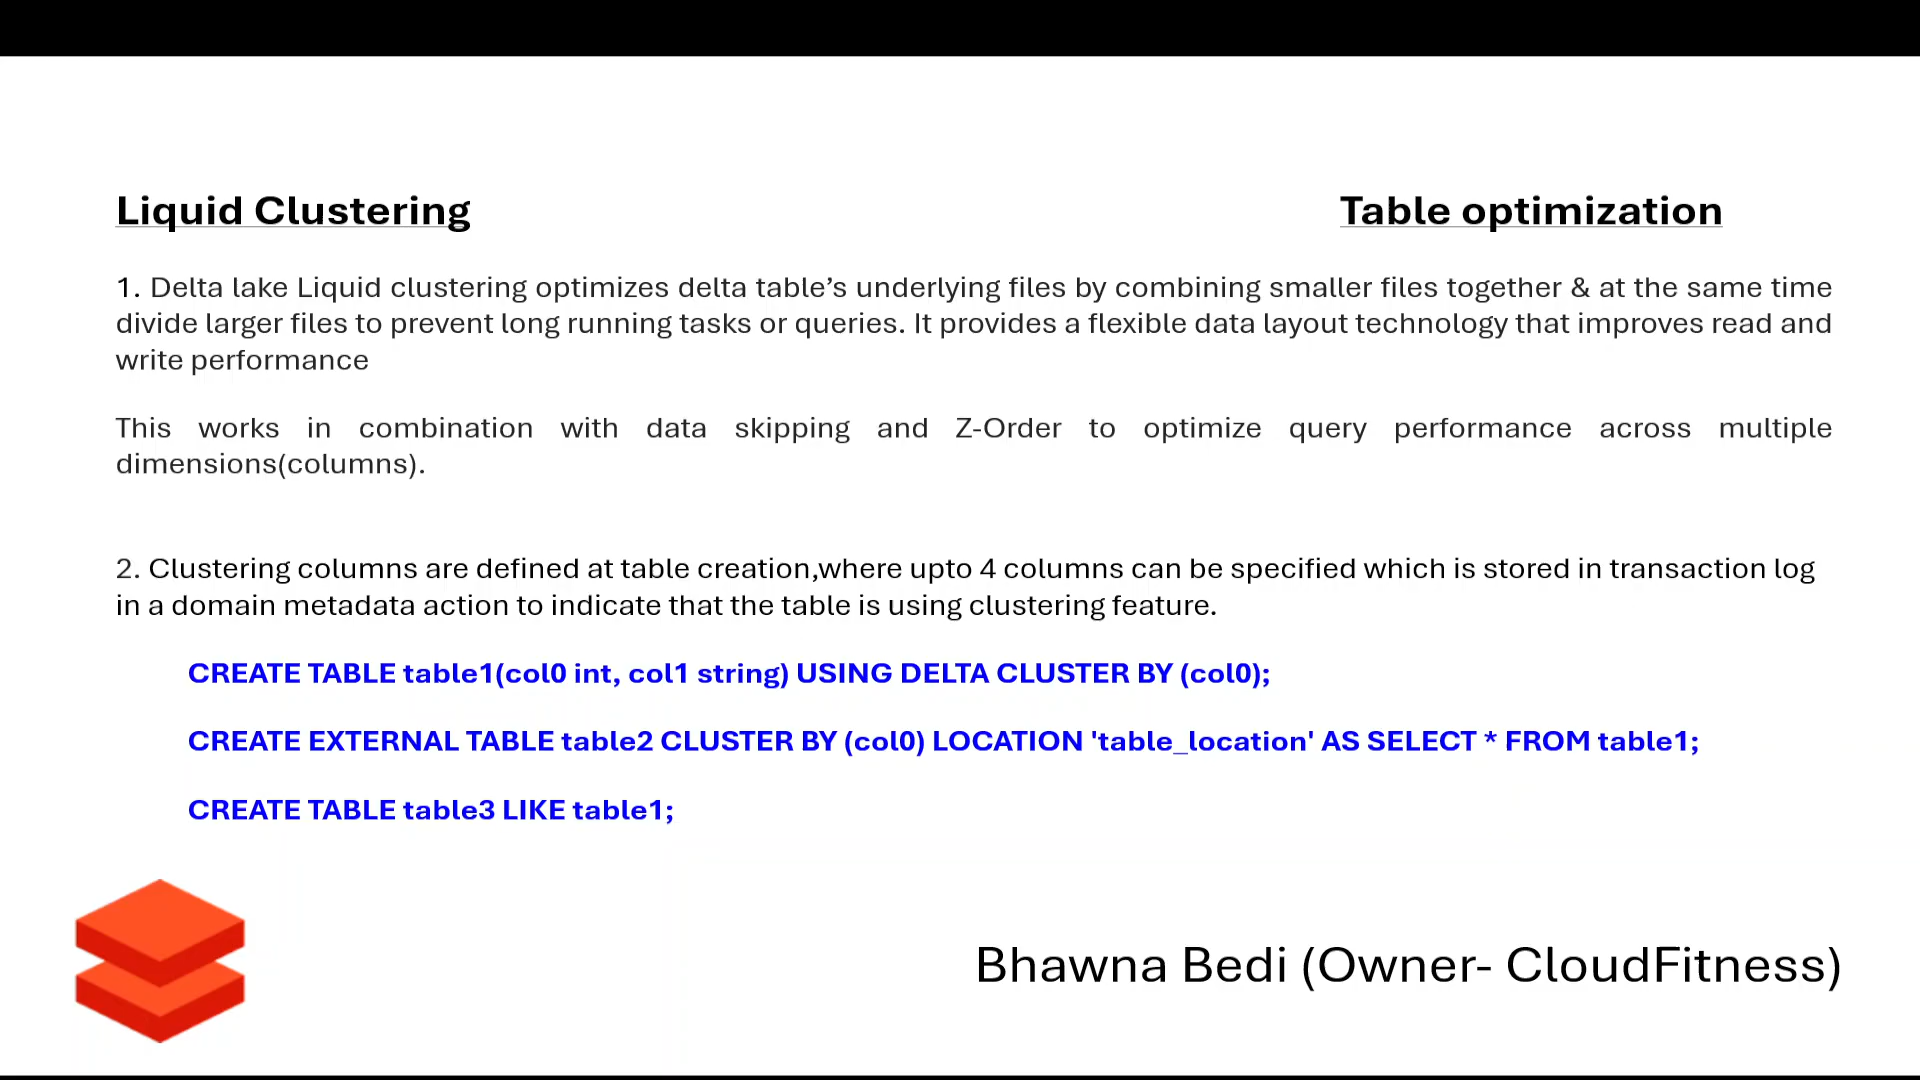 Liquid Clustering
Table optimization
1. Delta lake Liquid clustering optimizes delta table’s underlying files by combining smaller files together & at the same time
divide larger files to prevent long running tasks or queries. It provides a flexible data layout technology that improves read and
write performance
This works in combination with data skipping and Z-Order to optimize query performance across multiple
dimensions(columns).
2. Clustering columns are defined at table creation,where upto 4 columns can be specified which is stored in transaction log
in a domain metadata action to indicate that the table is using clustering feature.
CREATE TABLE table1(col0 int, col1 string) USING DELTA CLUSTER BY (col0);
CREATE EXTERNAL TABLE table2 CLUSTER BY (col0) LOCATION 'table_location' AS SELECT * FROM table1;
CREATE TABLE table3 LIKE table1;
Bhawna Bedi (Owner- CloudFitness)